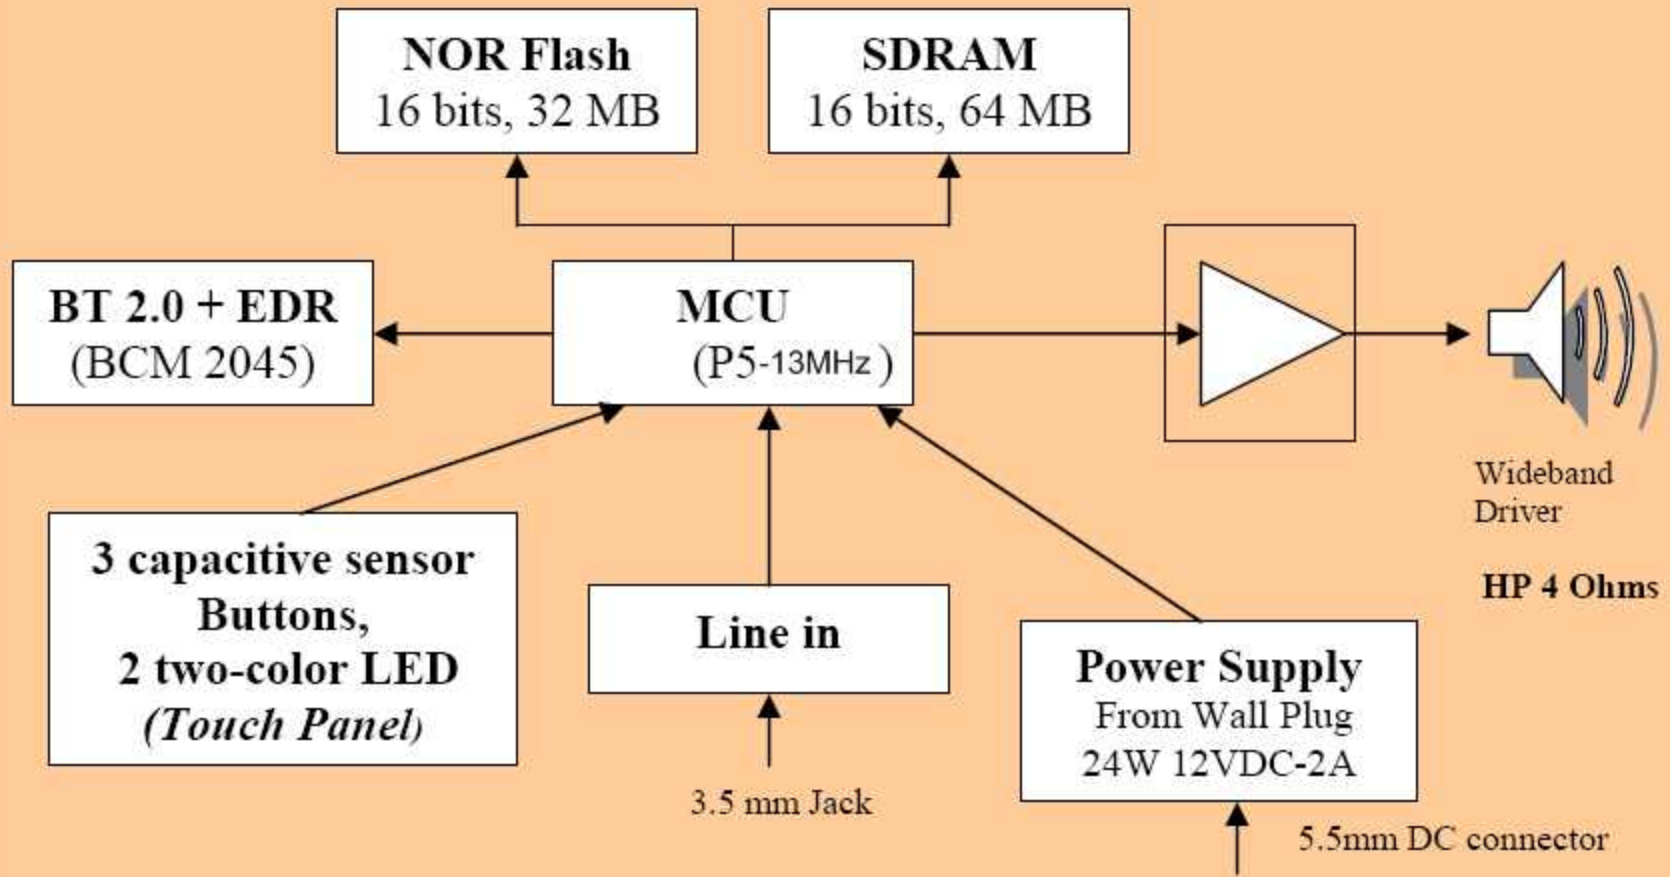 NOR Flash
16 bits, 32 MB
SDRAM
16 bits, 64 MB
BT 2.0 + EDR
(BCM 2045)
MCU
(P5-13MHz )
Wideband
Driver
HP 4 Ohms
3 capacitive sensor
Buttons,
2 two-color LED
(Touch Panel)
Line in
3.5 mm Jack
Power Supply
From Wall Plug
24W 12VDC-2A
5.5mm DC connector